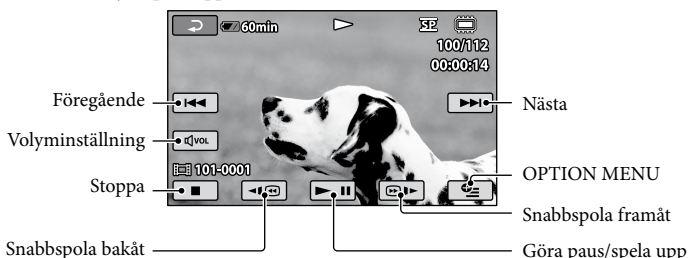 60min
SP
100/112
00:00:14
Föregående
Nästa
Volyminställning
VOL
101-0001
OPTION MENU
Stoppa
Snabbspola framåt
Snabbspola bakåt
Göra paus/spela upp